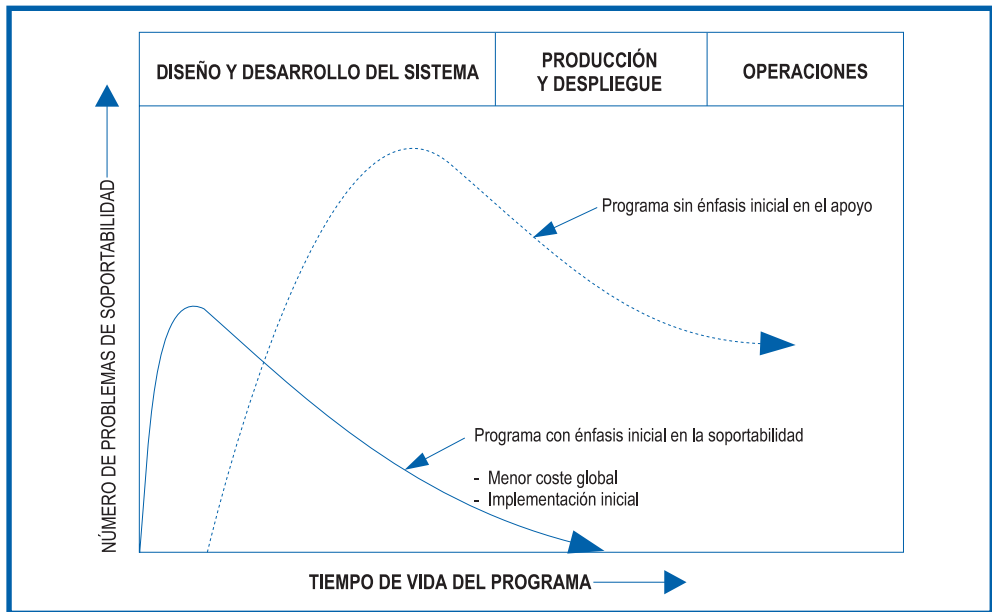 DISEÑO Y DESARROLLO DEL SISTEMA
PRODUCCIÓN
Y DESPLIEGUE
OPERACIONES
NÚMERO DE PROBLEMAS DE SOPORTABILIDAD
Programa sin énfasis inicial en el apoyo
Programa con énfasis inicial en la soportabilidad
- Menor coste global
- Implementación inicial
TIEMPO DE VIDA DEL PROGRAMA